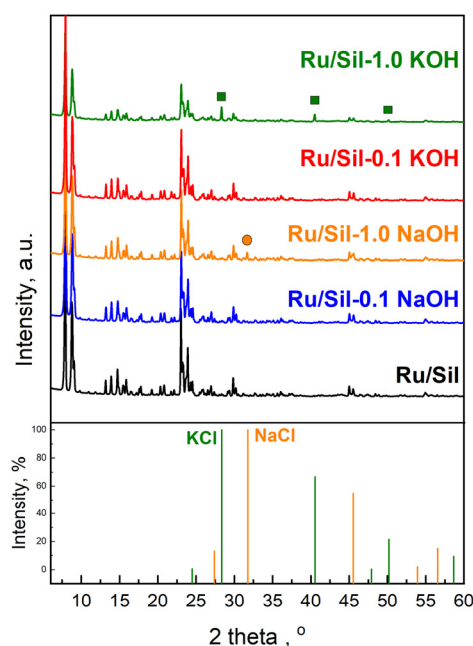 Ru/Sil-1.0 KOH
Ru/Sil-0.1 KOH
Ru/Sil-1.0 NaOH
Ru/Sil-0.1 NaOH
Ru/Sil
Intensity, a.u.
KCl
NaCl
Intensity, %
100
80
60
40
20
0
10 15 20 25 30 35 40 45 50 55 60
2 theta , °